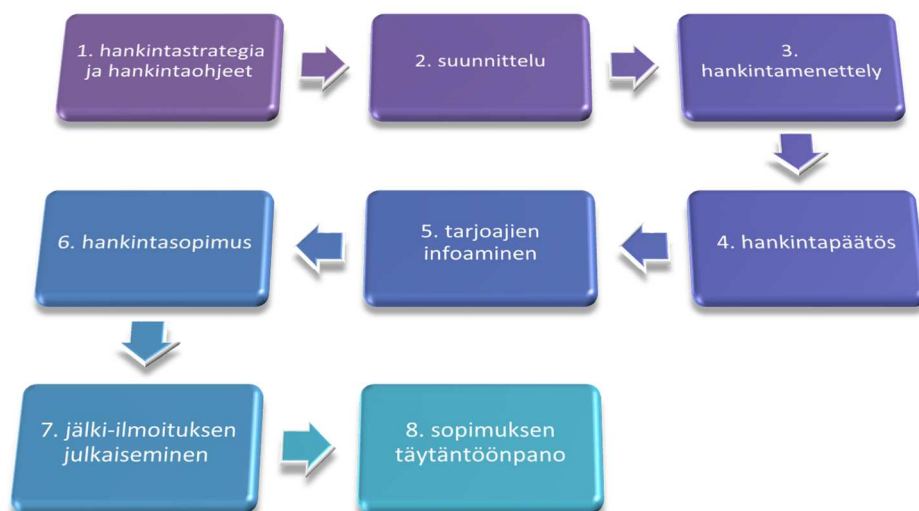 1. hankintastrategia
ja hankintaohjeet
2. suunnittelu
3.
hankintamenettely
4. hankintapäätös
5. tarjoajien
infoaminen
6. hankintasopimus
7. jälki-ilmoituksen
julkaiseminen
8. sopimuksen
täytäntöönpano